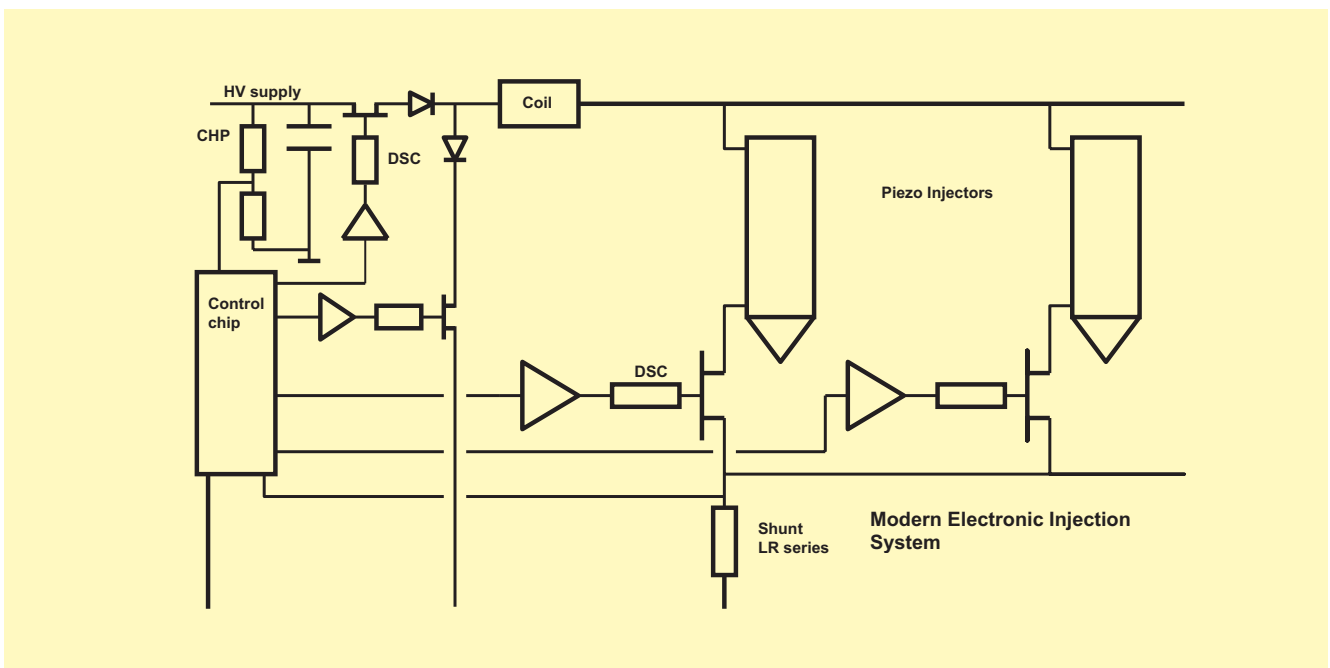 HV supply
Coil
CHP
DSC
Piezo Injectors
Control
chip
DSC
Shunt
LR series
Modern Electronic Injection
System